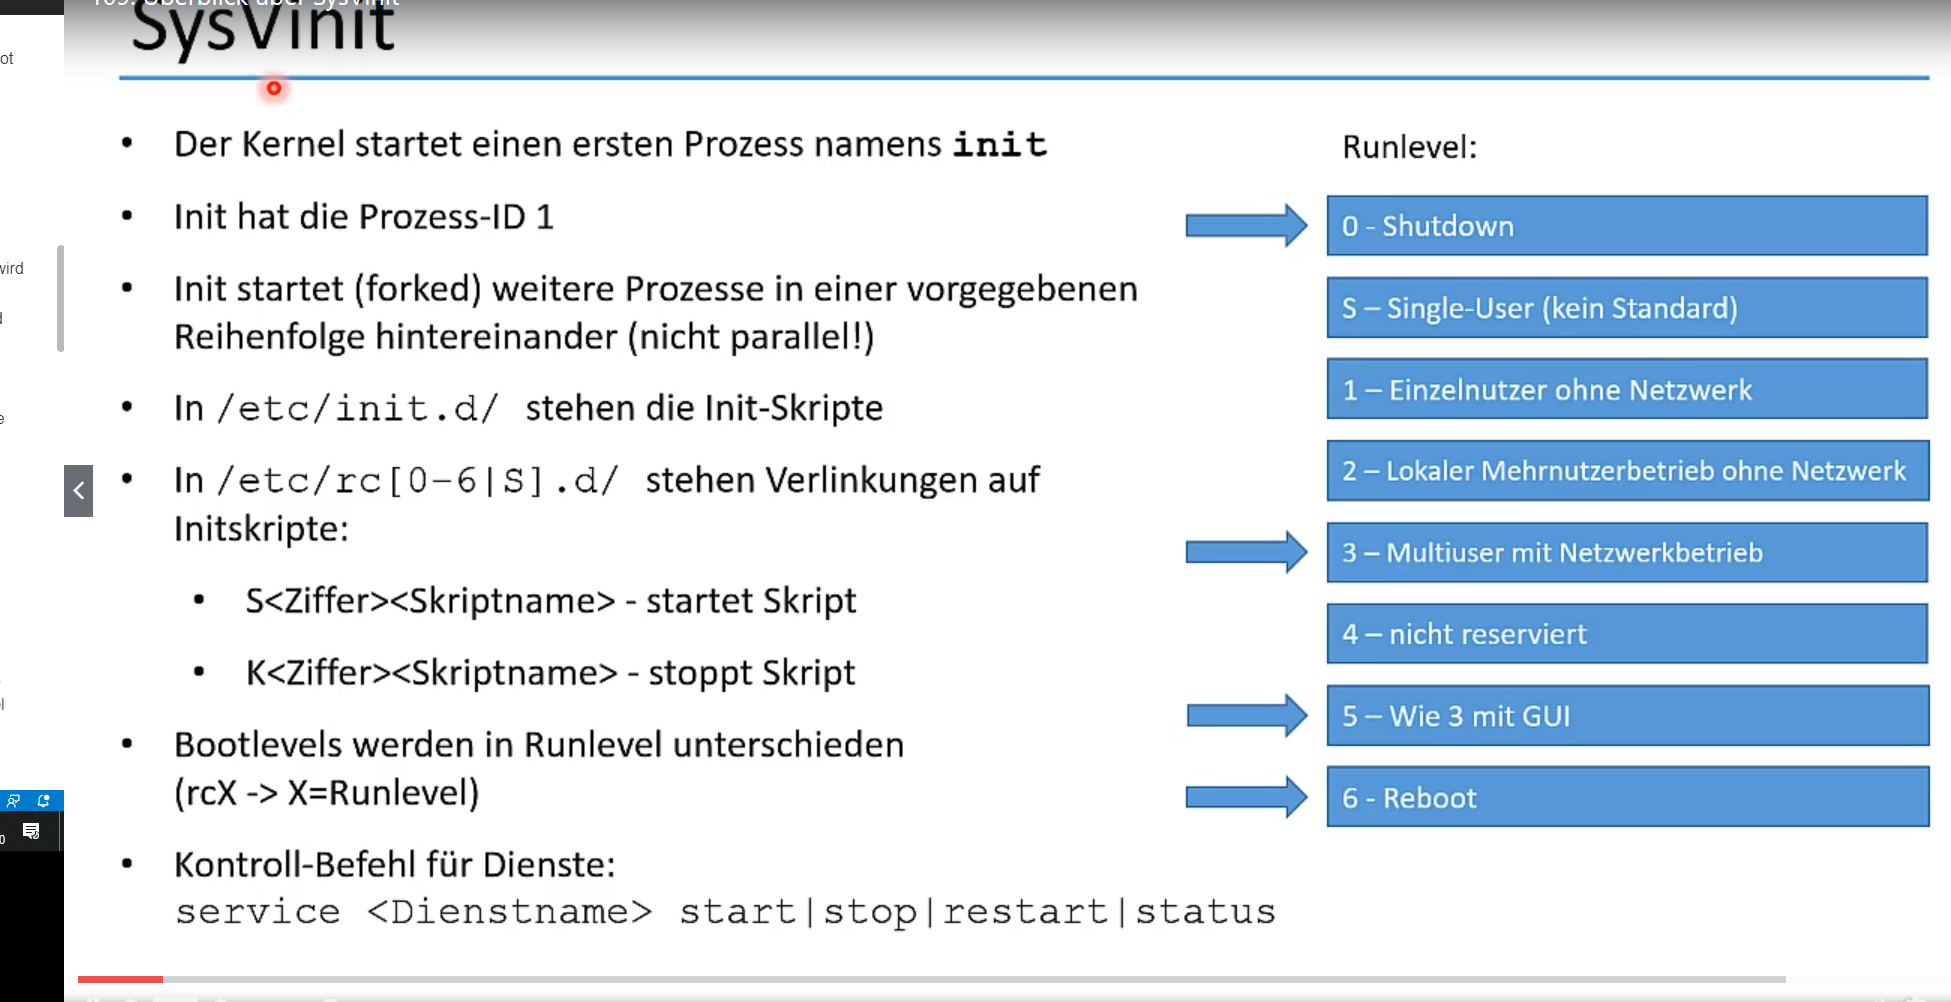 109. Überblick über SysVinit
SysVinit
ot
wird
e
Der Kernel startet einen ersten Prozess namens init
Init hat die Prozess-ID 1
Init startet (forked) weitere Prozesse in einer vorgegebenen
Reihenfolge hintereinander (nicht parallel!)
In /etc/init.d/ stehen die Init-Skripte
In /etc/rc[0-6|S].d/ stehen Verlinkungen auf
Initskripte:
S<Ziffer><Skriptname> - startet Skript
K<Ziffer><Skriptname> - stoppt Skript
Bootlevels werden in Runlevel unterschieden
(rcX -> X=Runlevel)
Kontroll-Befehl für Dienste:
service <Dienstname> start|stop|restart|status
Runlevel:
0 - Shutdown
S – Single-User (kein Standard)
1 – Einzelnutzer ohne Netzwerk
2 – Lokaler Mehrnutzerbetrieb ohne Netzwerk
3 – Multiuser mit Netzwerkbetrieb
4 – nicht reserviert
5 – Wie 3 mit GUI
6 - Reboot